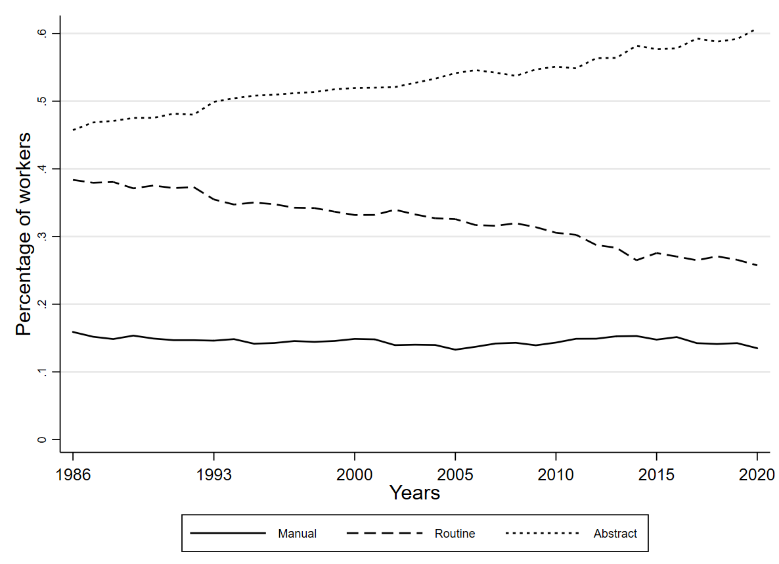 Percentage of workers
.6
.5
.4
.3
.2
.1
0
1986 1993 2000 2005 2010 2015 2020
Years
Manual Routine Abstract